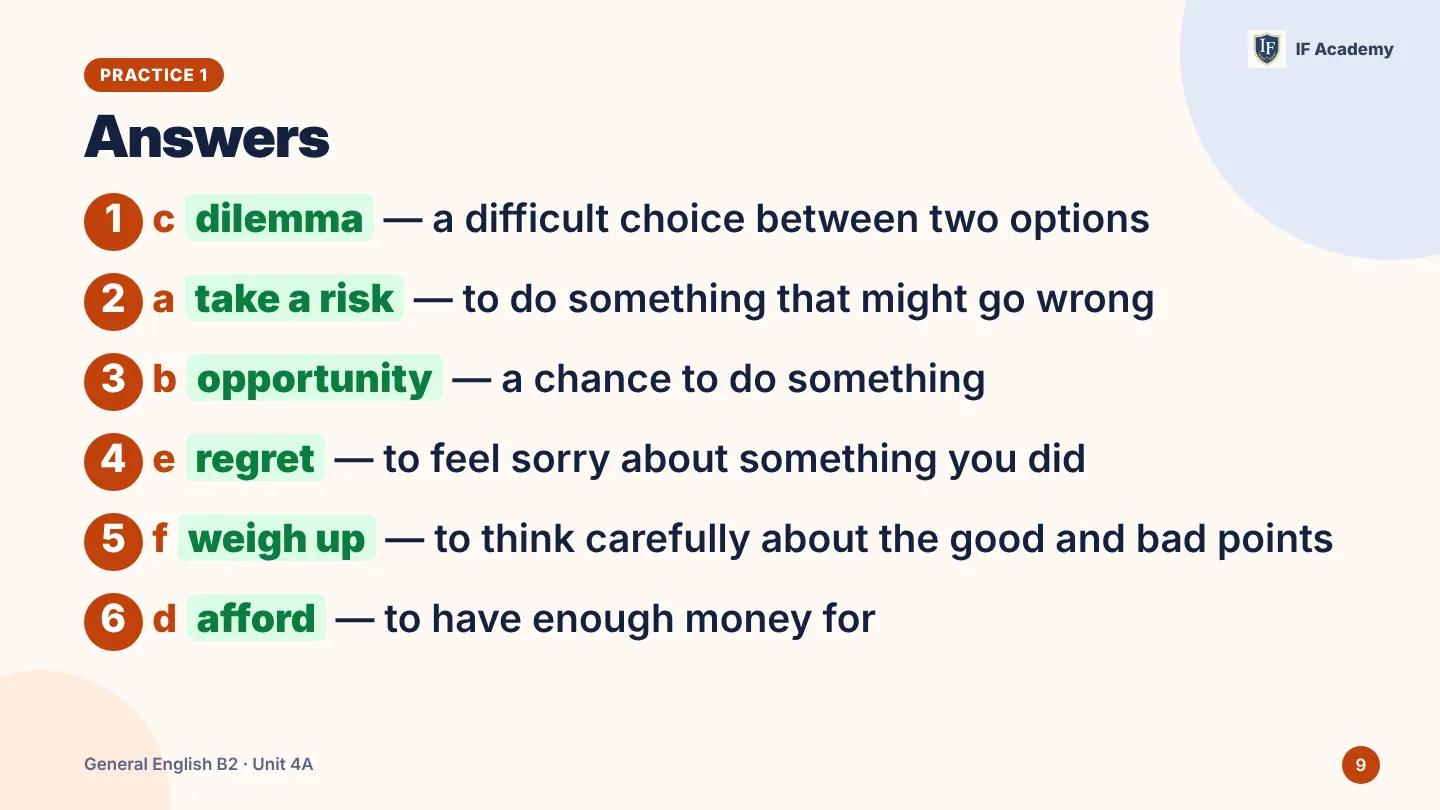 IF
IF Academy
PRACTICE 1
Answers
1 c dilemma — a difficult choice between two options
2 a take a risk — to do something that might go wrong
3 b opportunity — a chance to do something
4 e regret — to feel sorry about something you did
5 f weigh up — to think carefully about the good and bad points
6 d afford — to have enough money for
General English B2 · Unit 4A
9